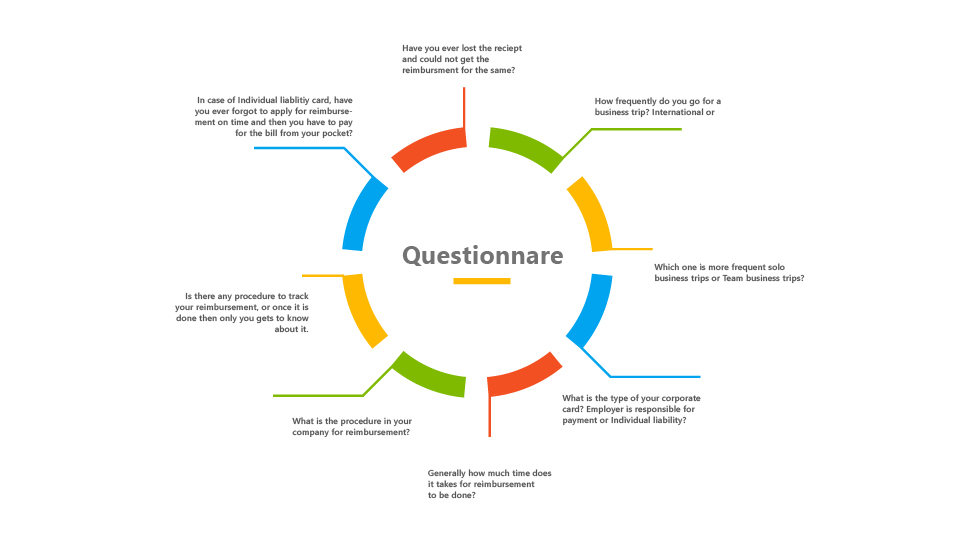 Have you ever lost the reciept
and could not get the
reimbursment for the same?
In case of Individual liablitiy card, have
you ever forgot to apply for reimburse-
ment on time and then you have to pay
for the bill from your pocket?
How frequently do you go for a
business trip? International or
Questionnare
Which one is more frequent solo
business trips or Team business trips?
Is there any procedure to track
your reimbursement, or once it is
done then only you gets to know
about it.
What is the type of your corporate
card? Employer is responsible for
payment or Individual liability?
What is the procedure in your
company for reimbursement?
Generally how much time does
it takes for reimbursement
to be done?